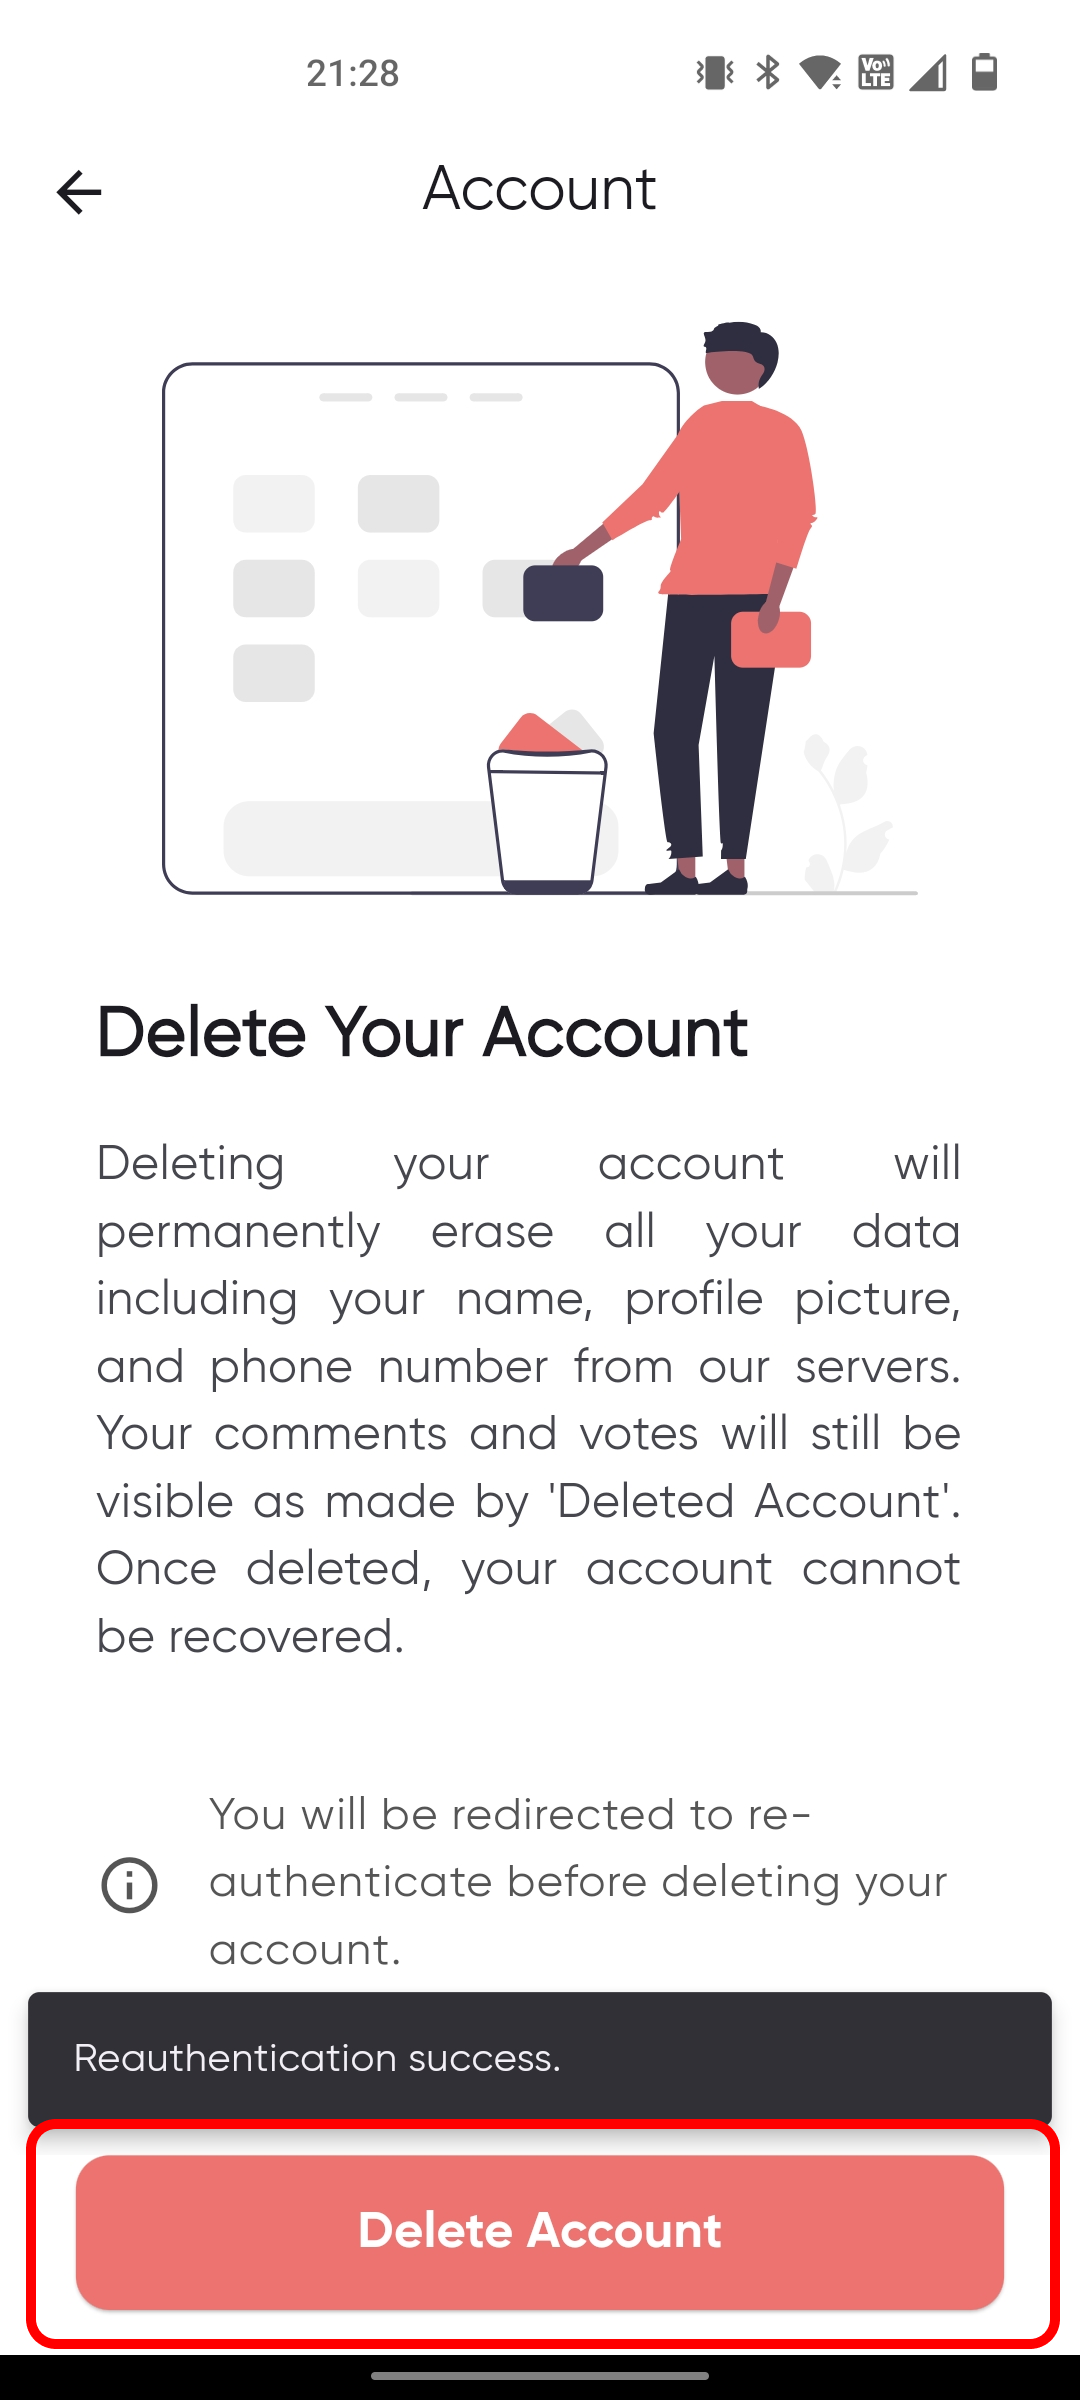 21:28
Vo
LTE
Account
Delete Your Account
Deleting your account will
permanently erase all your data
including your name, profile picture,
and phone number from our servers.
Your comments and votes will still be
visible as made by 'Deleted Account'.
Once deleted, your account cannot
be recovered.
You will be redirected to re-
authenticate before deleting your
account.
Reauthentication success.
Delete Account